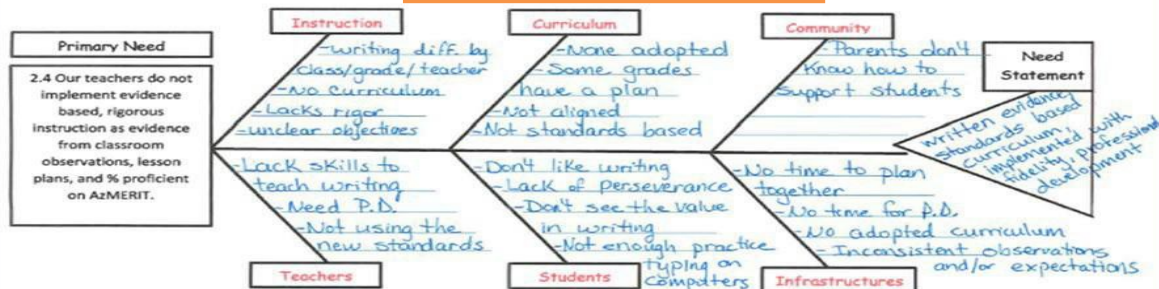 Primary Need
2.4 Our teachers do not
implement evidence
based, rigorous
instruction as evidence
from classroom
observations, lesson
plans, and % proficient
on AzMERIT.
Instruction
-writing diff. by
class/grade/teacher
-No curriculum
-Lacks rigor
-unclear objectives
Curriculum
-None adopted
-Some grades
have a plan
-Not aligned
-Not standards based
Community
-Parents don't
Know how to
Support students
Need
Statement
written evidence,
standards based
curriculum,
implemented with
fidelity, professional
development
-Lack skills to
teach writing
-Need P.D.
-Not using the
new standards
Teachers
-Don't like writing
-Lack of perseverance
-Don't see the value
in writing
-Not enough practice
typing on
computers
Students
-No time to plan
together
-No time for P.D.
-No adopted curriculum
-Inconsistent observations
and/or expectations
Infrastructures